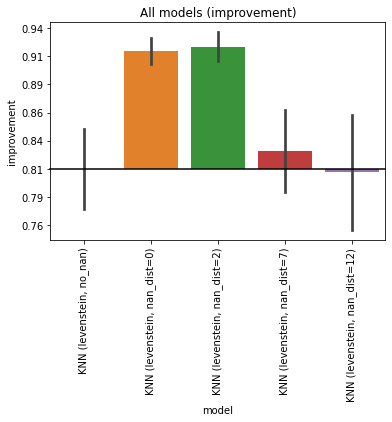 All models (improvement)
0.94
0.91
0.89
0.86
0.84
0.81
0.79
0.76
improvement
KNN (levenstein, no_nan)
KNN (levenstein, nan_dist=0)
KNN (levenstein, nan_dist=2)
KNN (levenstein, nan_dist=7)
KNN (levenstein, nan_dist=12)
model